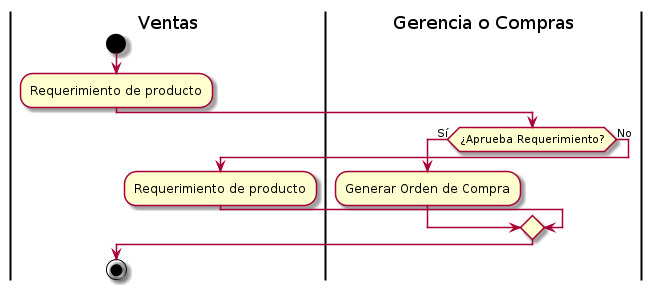 Ventas
Gerencia o Compras
Requerimiento de producto
¿Aprueba Requerimiento?
Sí
No
Requerimiento de producto
Generar Orden de Compra